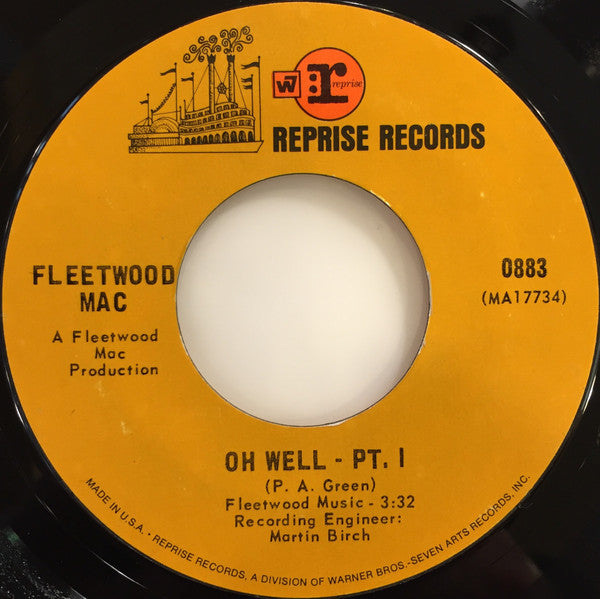 W7
r
reprise
REPRISE RECORDS
FLEETWOOD
MAC
A Fleetwood
Mac
Production
0883
(MA17734)
OH WELL - PT. I
(P. A. Green)
Fleetwood Music - 3:32
Recording Engineer:
Martin Birch
MADE IN U.S.A. • REPRISE RECORDS, A DIVISION OF WARNER BROS.-SEVEN ARTS RECORDS, INC.